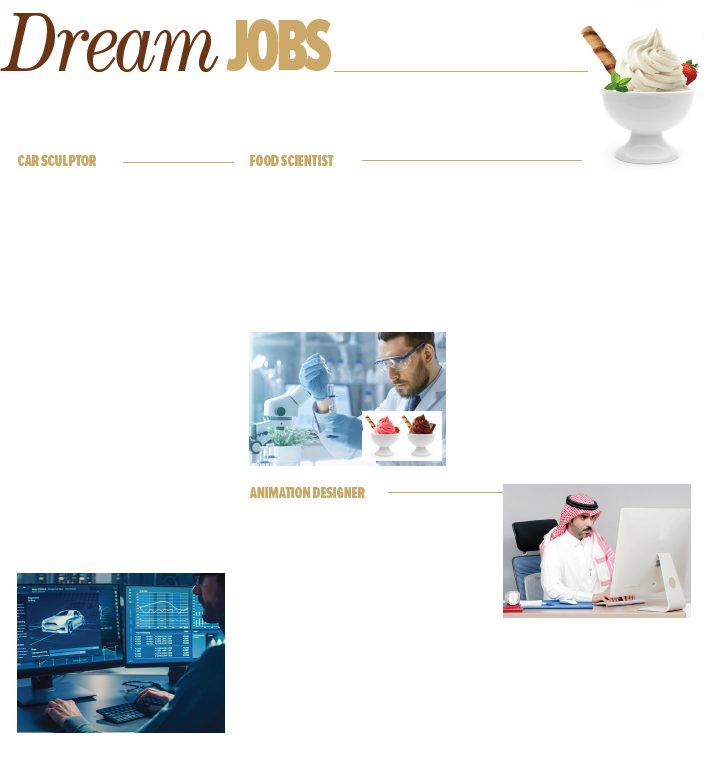 Dream JOBS
CAR SCULPTOR
FOOD SCIENTIST
ANIMATION DESIGNER